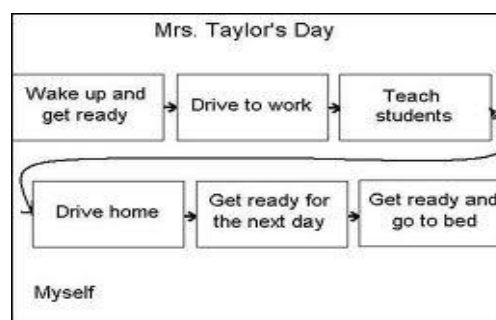 Mrs. Taylor's Day
Wake up and
get ready
Drive to work
Teach
students
Drive home
Get ready for
the next day
Get ready and
go to bed
Myself